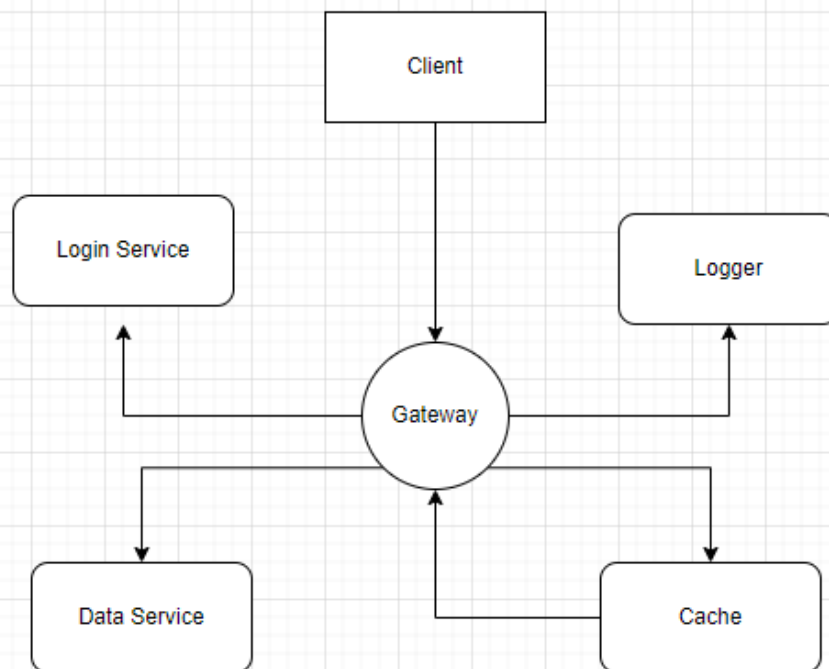 Client
Login Service
Logger
Gateway
Data Service
Cache